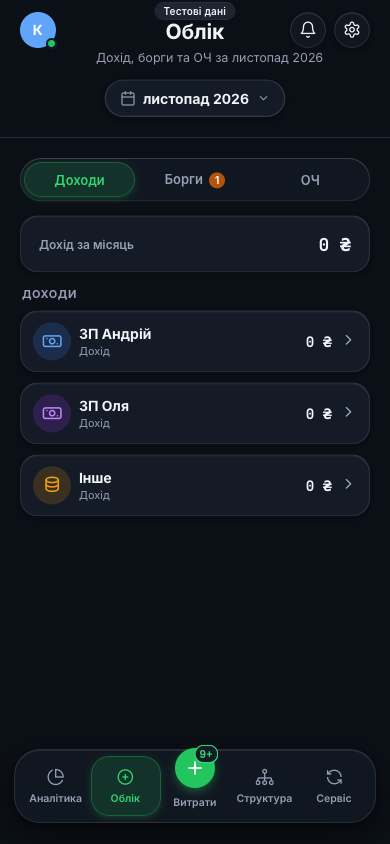 Тестові дані
К
Облік
Дохід, борги та ОЧ за листопад 2026
листопад 2026
Доходи
Борги 1
ОЧ
Дохід за місяць 0 ₴
ДОХОДИ
ЗП Андрій
Дохід
0 ₴
ЗП Оля
Дохід
0 ₴
Інше
Дохід
0 ₴
9+
Аналітика
Облік
Витрати
Структура
Сервіс